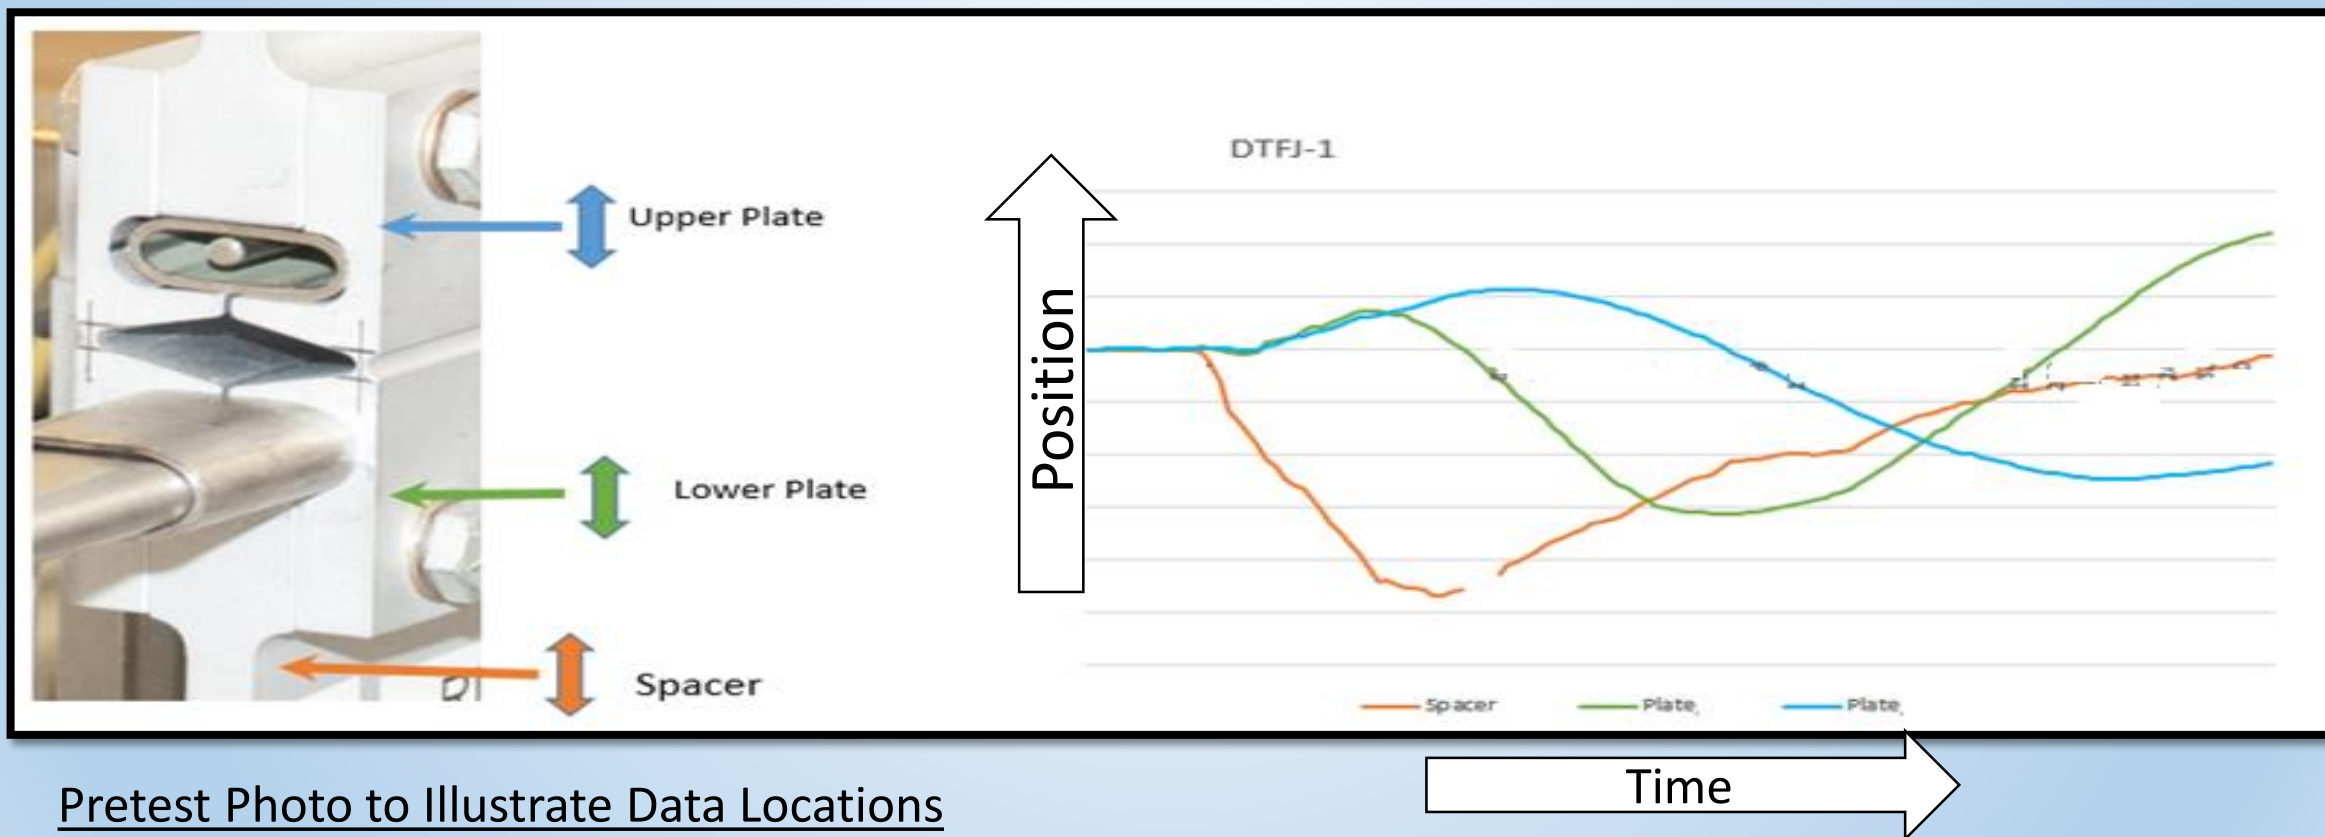 DTFJ-1
Upper Plate
Lower Plate
Spacer
Position
Spacer
Plate
Plate
Time
Pretest Photo to Illustrate Data Locations